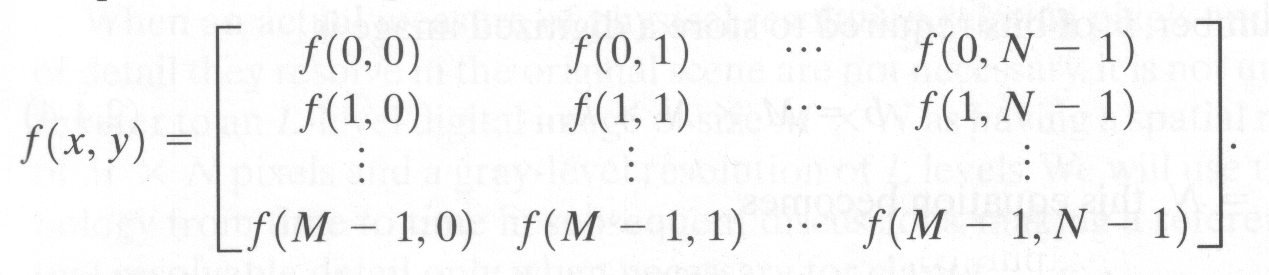 f(x, y) = [ f(0, 0) f(0, 1) ⋯ f(0, N − 1)
f(1, 0) f(1, 1) ⋯ f(1, N − 1)
⋮ ⋮ ⋮
f(M − 1, 0) f(M − 1, 1) ⋯ f(M − 1, N − 1) ].